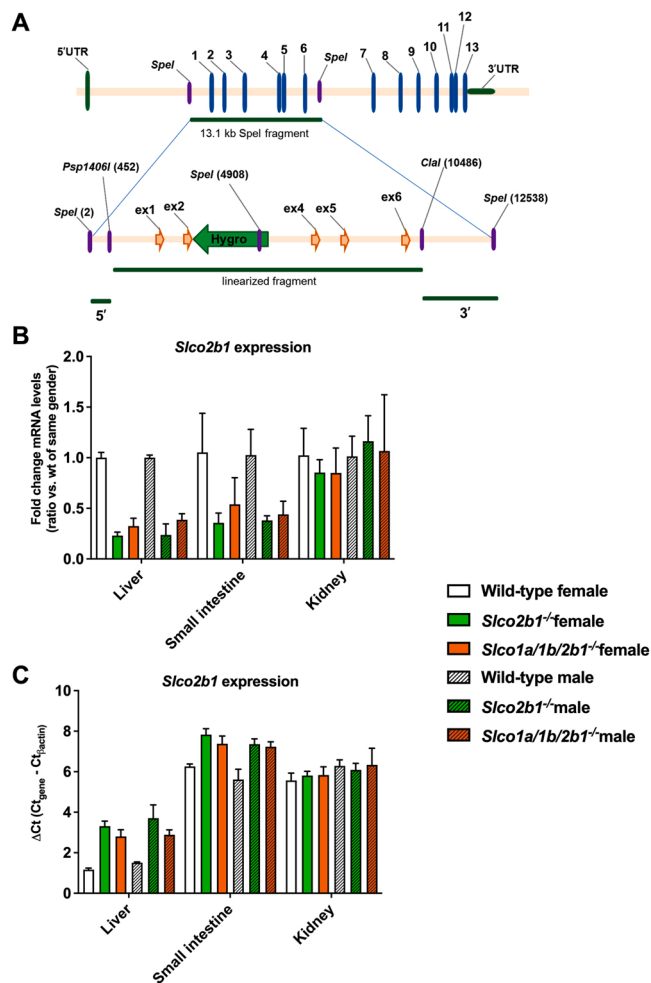 A
5'UTR
SpeI
1
2
3
4
5
6
SpeI
7
8
9
10
11
12
13
3'UTR
13.1 kb SpeI fragment
Psp1406I (452)
SpeI (2)
ex1
ex2
Hygro
SpeI (4908)
ex4
ex5
ex6
ClaI (10486)
SpeI (12538)
linearized fragment
5'
3'
B
Slco2b1 expression
Fold change mRNA levels
(ratio vs. wt of same gender)
2.0
1.5
1.0
0.5
0.0
Liver
Small intestine
Kidney
Wild-type female
Slco2b1-/-female
Slco1a/1b/2b1-/-female
Wild-type male
Slco2b1-/-male
Slco1a/1b/2b1-/-male
C
Slco2b1 expression
ΔCt (Ctgene - Ctβactin)
8
6
4
2
0
Liver
Small intestine
Kidney